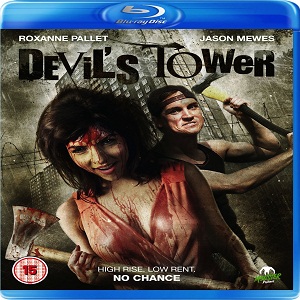 Blu-ray Disc
ROXANNE PALLET JASON MEWES
DEVIL'S TOWER
15
HIGH RISE. LOW RENT.
NO CHANCE